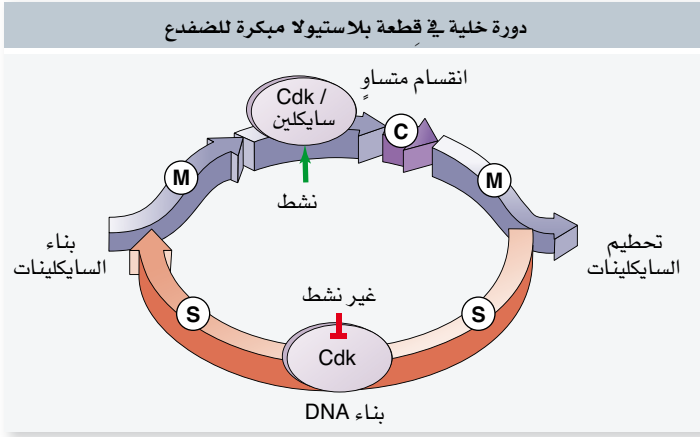 دورة خلية في قِطعة بلاستيولا مبكرة للضفدع
انقسام متساوٍ
Cdk /
سايكلين
C
M
M
نشط
بناء
السايكلينات
تحطيم
السايكلينات
غير نشط
S
S
Cdk
بناء DNA